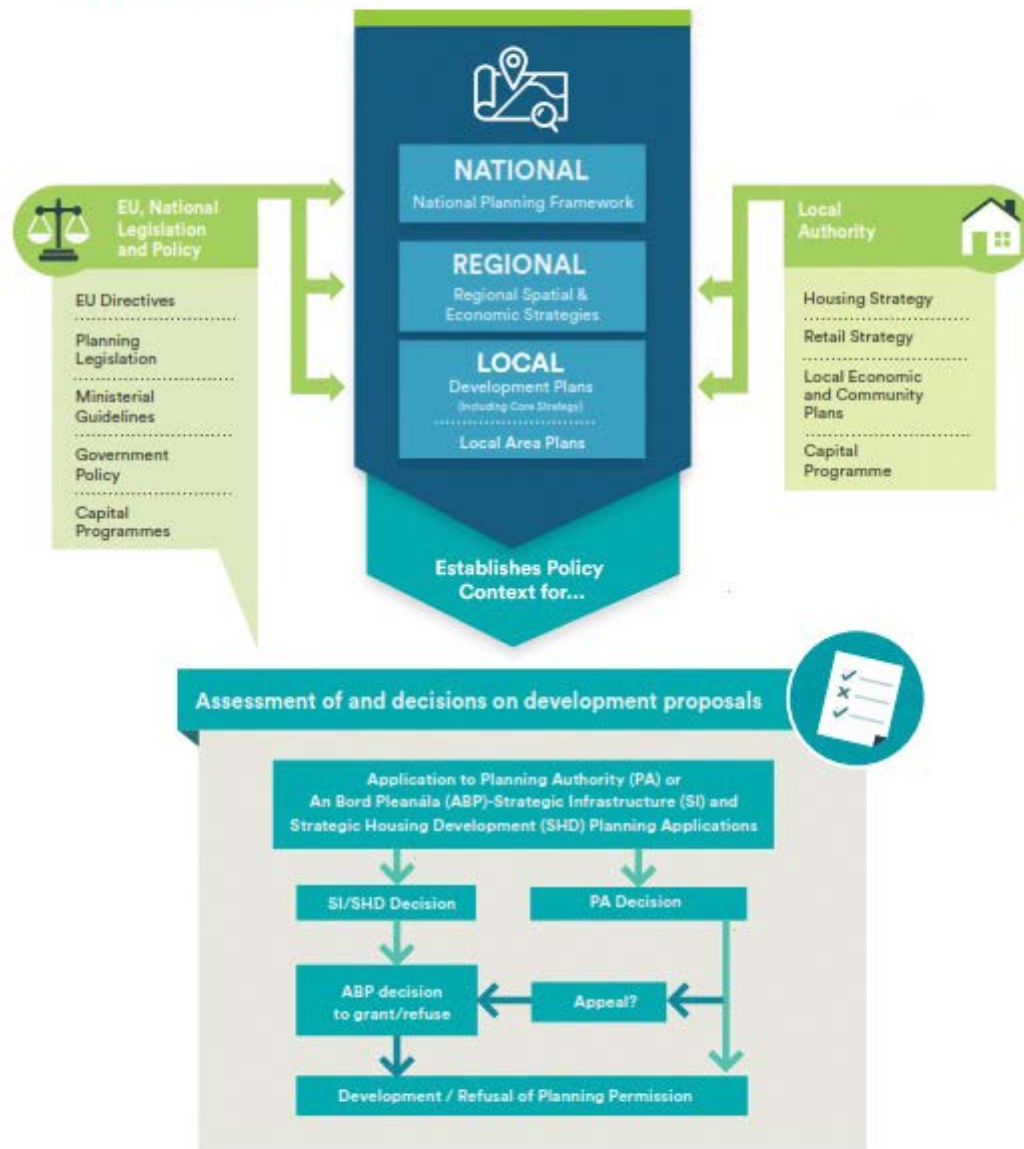 NATIONAL
National Planning Framework
EU, National
Legislation
and Policy
EU Directives
Planning
Legislation
Ministerial
Guidelines
Government
Policy
Capital
Programmes
REGIONAL
Regional Spatial &
Economic Strategies
LOCAL
Development Plans
(Including Core Strategy)
Local Area Plans
Local
Authority
Housing Strategy
Retail Strategy
Local Economic
and Community
Plans
Capital
Programme
Establishes Policy
Context for...
Assessment of and decisions on development proposals
Application to Planning Authority (PA) or
An Bord Pleanála (ABP)-Strategic Infrastructure (SI) and
Strategic Housing Development (SHD) Planning Applications
SI/SHD Decision
PA Decision
ABP decision
to grant/refuse
Appeal?
Development / Refusal of Planning Permission